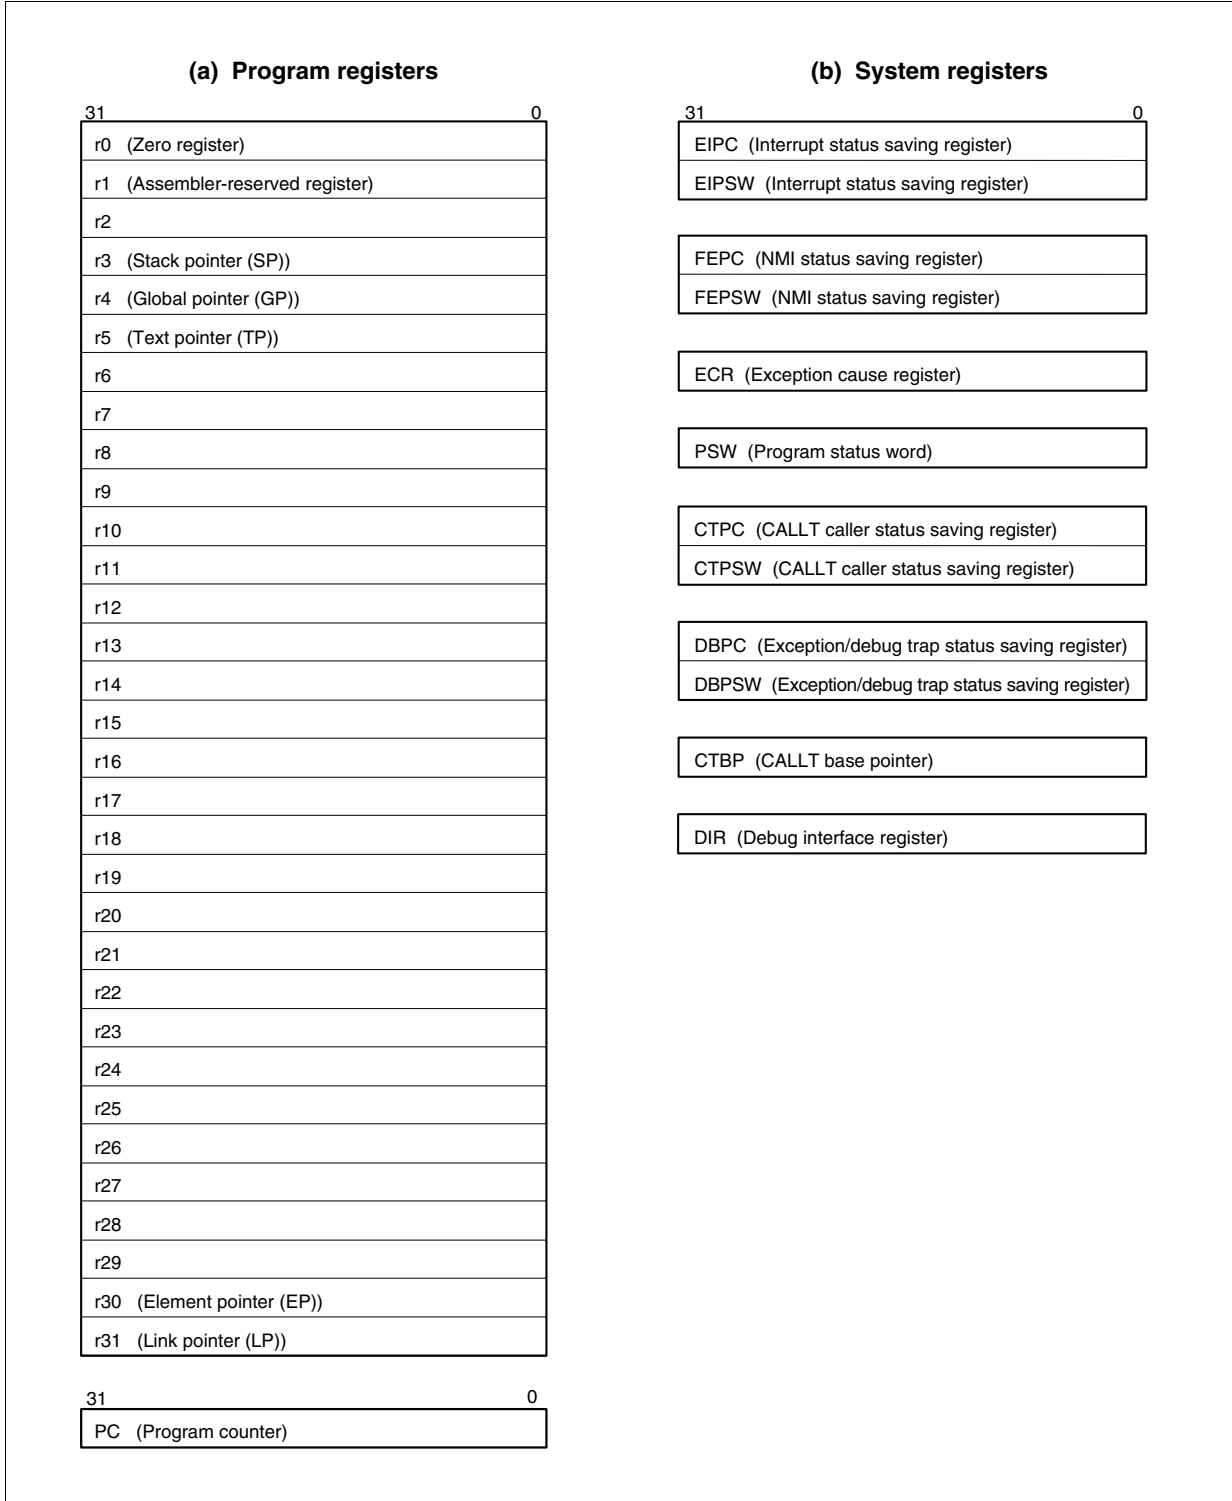 (a) Program registers
31 0
r0 (Zero register)
r1 (Assembler-reserved register)
r2
r3 (Stack pointer (SP))
r4 (Global pointer (GP))
r5 (Text pointer (TP))
r6
r7
r8
r9
r10
r11
r12
r13
r14
r15
r16
r17
r18
r19
r20
r21
r22
r23
r24
r25
r26
r27
r28
r29
r30 (Element pointer (EP))
r31 (Link pointer (LP))
31 0
PC (Program counter)
(b) System registers
31 0
EIPC (Interrupt status saving register)
EIPSW (Interrupt status saving register)
FEPC (NMI status saving register)
FEPSW (NMI status saving register)
ECR (Exception cause register)
PSW (Program status word)
CTPC (CALLT caller status saving register)
CTPSW (CALLT caller status saving register)
DBPC (Exception/debug trap status saving register)
DBPSW (Exception/debug trap status saving register)
CTBP (CALLT base pointer)
DIR (Debug interface register)